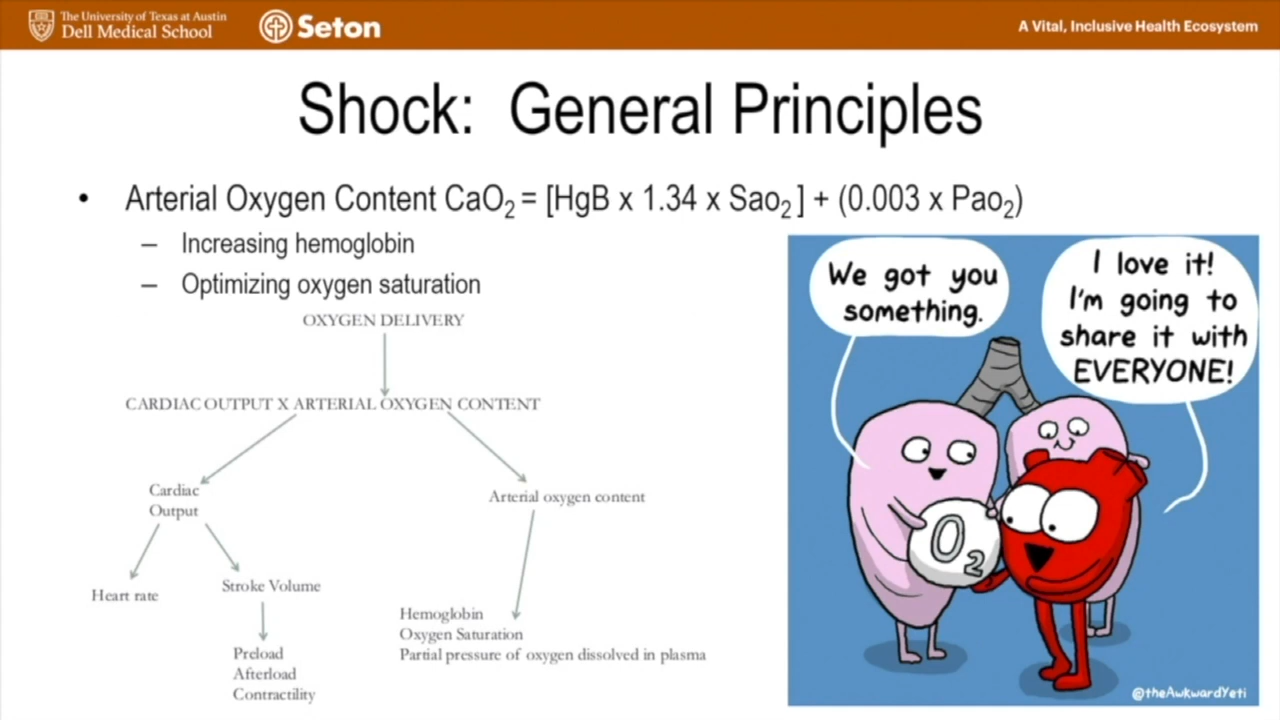 The University of Texas at Austin
Dell Medical School
Seton
A Vital, Inclusive Health Ecosystem
Shock: General Principles
• Arterial Oxygen Content CaO₂ = [HgB x 1.34 x Sao₂ ] + (0.003 x Pao₂)
– Increasing hemoglobin
– Optimizing oxygen saturation
OXYGEN DELIVERY
CARDIAC OUTPUT X ARTERIAL OXYGEN CONTENT
Cardiac
Output
Arterial oxygen content
Heart rate
Stroke Volume
Preload
Afterload
Contractility
Hemoglobin
Oxygen Saturation
Partial pressure of oxygen dissolved in plasma
We got you
something.
I love it!
I'm going to
share it with
EVERYONE!
O₂
@theAwkwardYeti